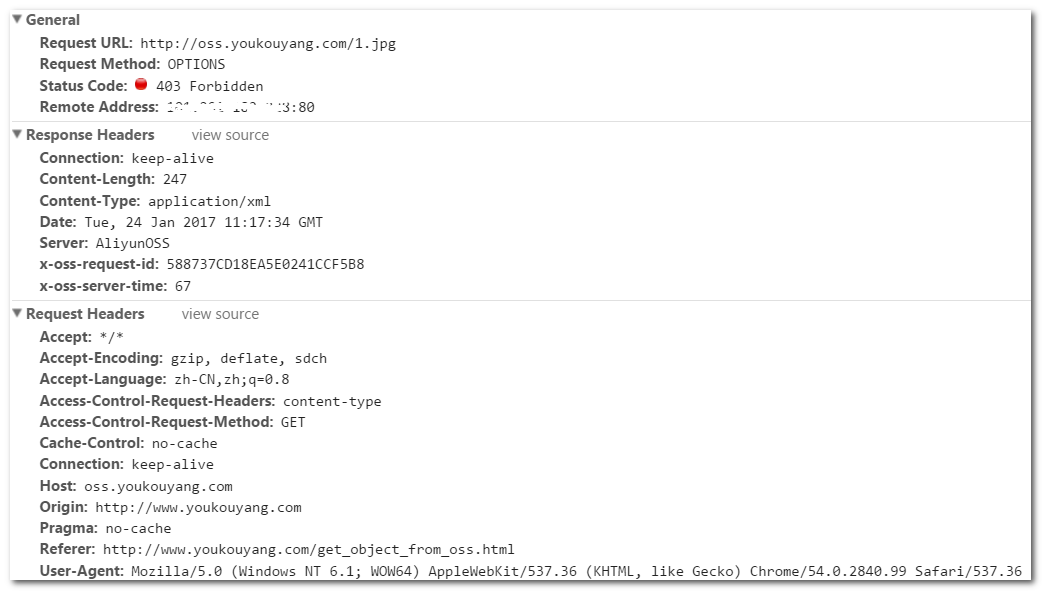 General
Request URL: http://oss.youkouyang.com/1.jpg
Request Method: OPTIONS
Status Code: 403 Forbidden
Remote Address: :80
Response Headers view source
Connection: keep-alive
Content-Length: 247
Content-Type: application/xml
Date: Tue, 24 Jan 2017 11:17:34 GMT
Server: AliyunOSS
x-oss-request-id: 588737CD18EA5E0241CCF5B8
x-oss-server-time: 67
Request Headers view source
Accept: */*
Accept-Encoding: gzip, deflate, sdch
Accept-Language: zh-CN,zh;q=0.8
Access-Control-Request-Headers: content-type
Access-Control-Request-Method: GET
Cache-Control: no-cache
Connection: keep-alive
Host: oss.youkouyang.com
Origin: http://www.youkouyang.com
Pragma: no-cache
Referer: http://www.youkouyang.com/get_object_from_oss.html
User-Agent: Mozilla/5.0 (Windows NT 6.1; WOW64) AppleWebKit/537.36 (KHTML, like Gecko) Chrome/54.0.2840.99 Safari/537.36